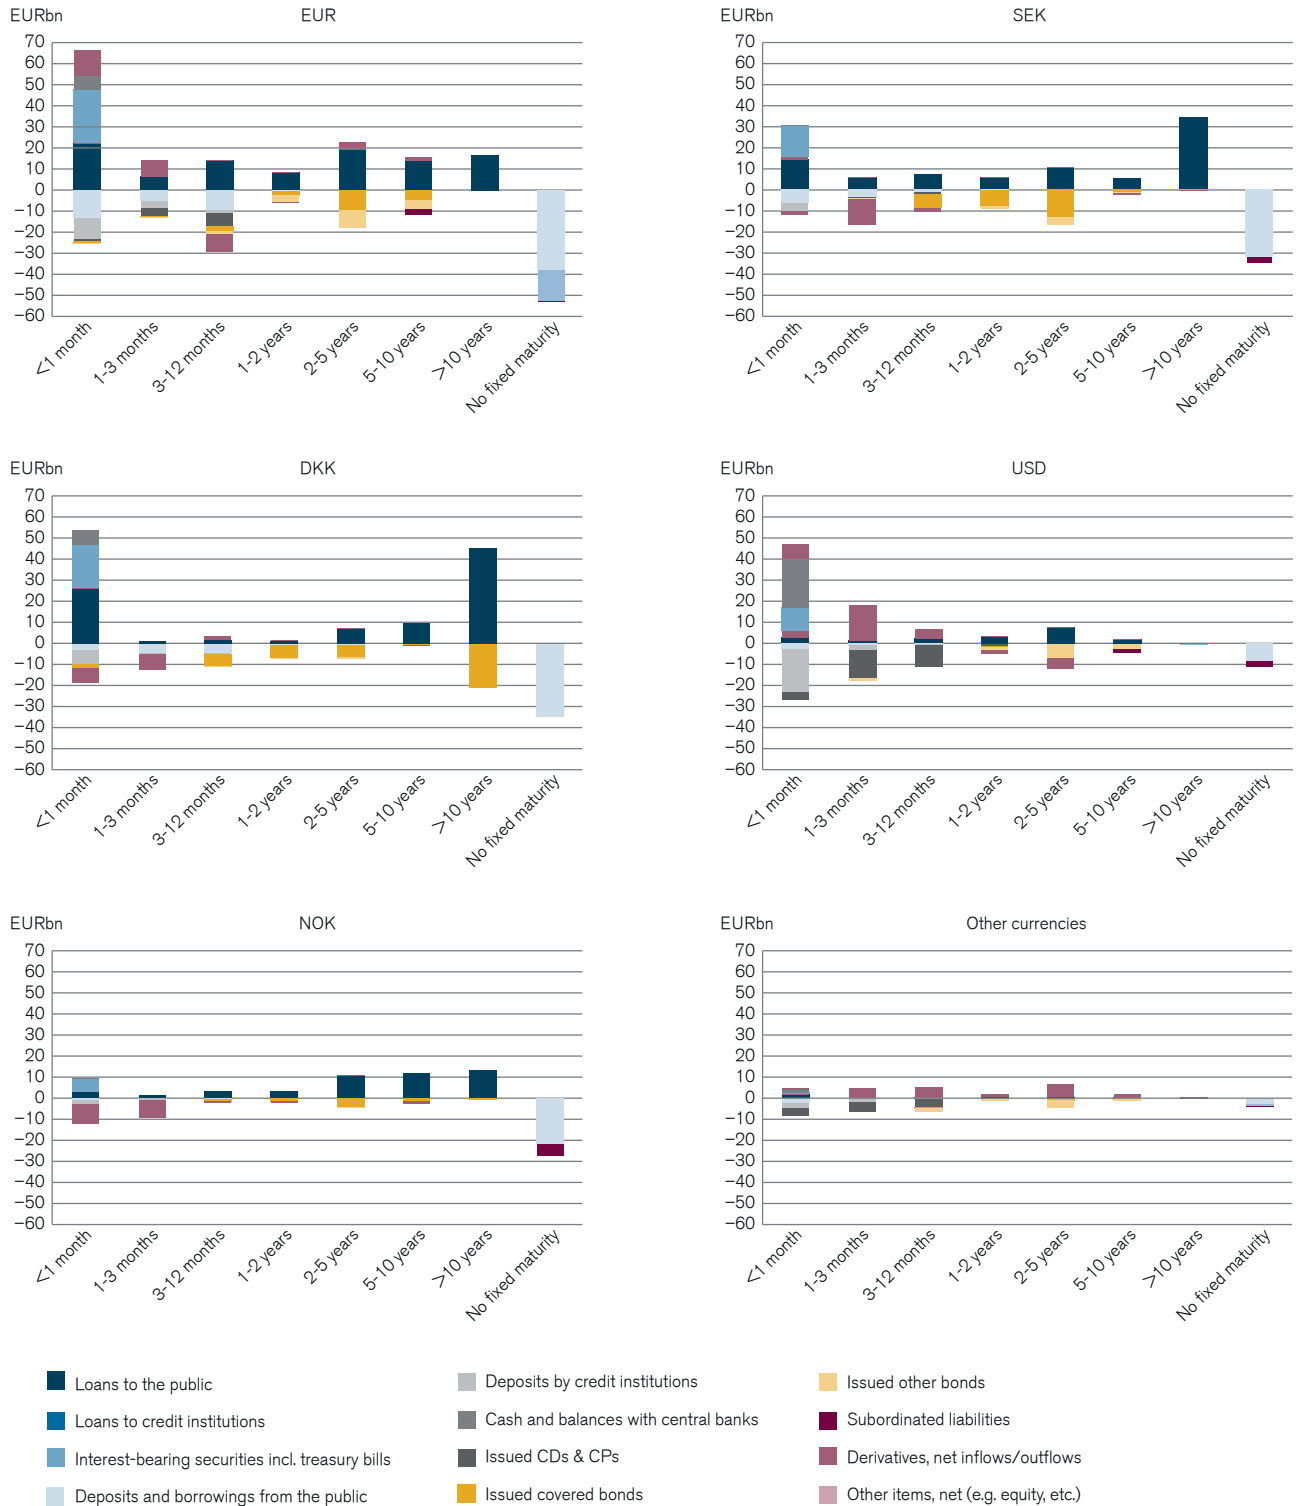 EURbn
EUR
70
60
50
40
30
20
10
0
−10
−20
−30
−40
−50
−60
<1 month
1-3 months
3-12 months
1-2 years
2-5 years
5-10 years
>10 years
No fixed maturity
EURbn
SEK
70
60
50
40
30
20
10
0
−10
−20
−30
−40
−50
−60
<1 month
1-3 months
3-12 months
1-2 years
2-5 years
5-10 years
>10 years
No fixed maturity
EURbn
DKK
70
60
50
40
30
20
10
0
−10
−20
−30
−40
−50
−60
<1 month
1-3 months
3-12 months
1-2 years
2-5 years
5-10 years
>10 years
No fixed maturity
EURbn
USD
70
60
50
40
30
20
10
0
−10
−20
−30
−40
−50
−60
<1 month
1-3 months
3-12 months
1-2 years
2-5 years
5-10 years
>10 years
No fixed maturity
EURbn
NOK
70
60
50
40
30
20
10
0
−10
−20
−30
−40
−50
−60
<1 month
1-3 months
3-12 months
1-2 years
2-5 years
5-10 years
>10 years
No fixed maturity
EURbn
Other currencies
70
60
50
40
30
20
10
0
−10
−20
−30
−40
−50
−60
<1 month
1-3 months
3-12 months
1-2 years
2-5 years
5-10 years
>10 years
No fixed maturity
Loans to the public
Loans to credit institutions
Interest-bearing securities incl. treasury bills
Deposits and borrowings from the public
Deposits by credit institutions
Cash and balances with central banks
Issued CDs & CPs
Issued covered bonds
Issued other bonds
Subordinated liabilities
Derivatives, net inflows/outflows
Other items, net (e.g. equity, etc.)